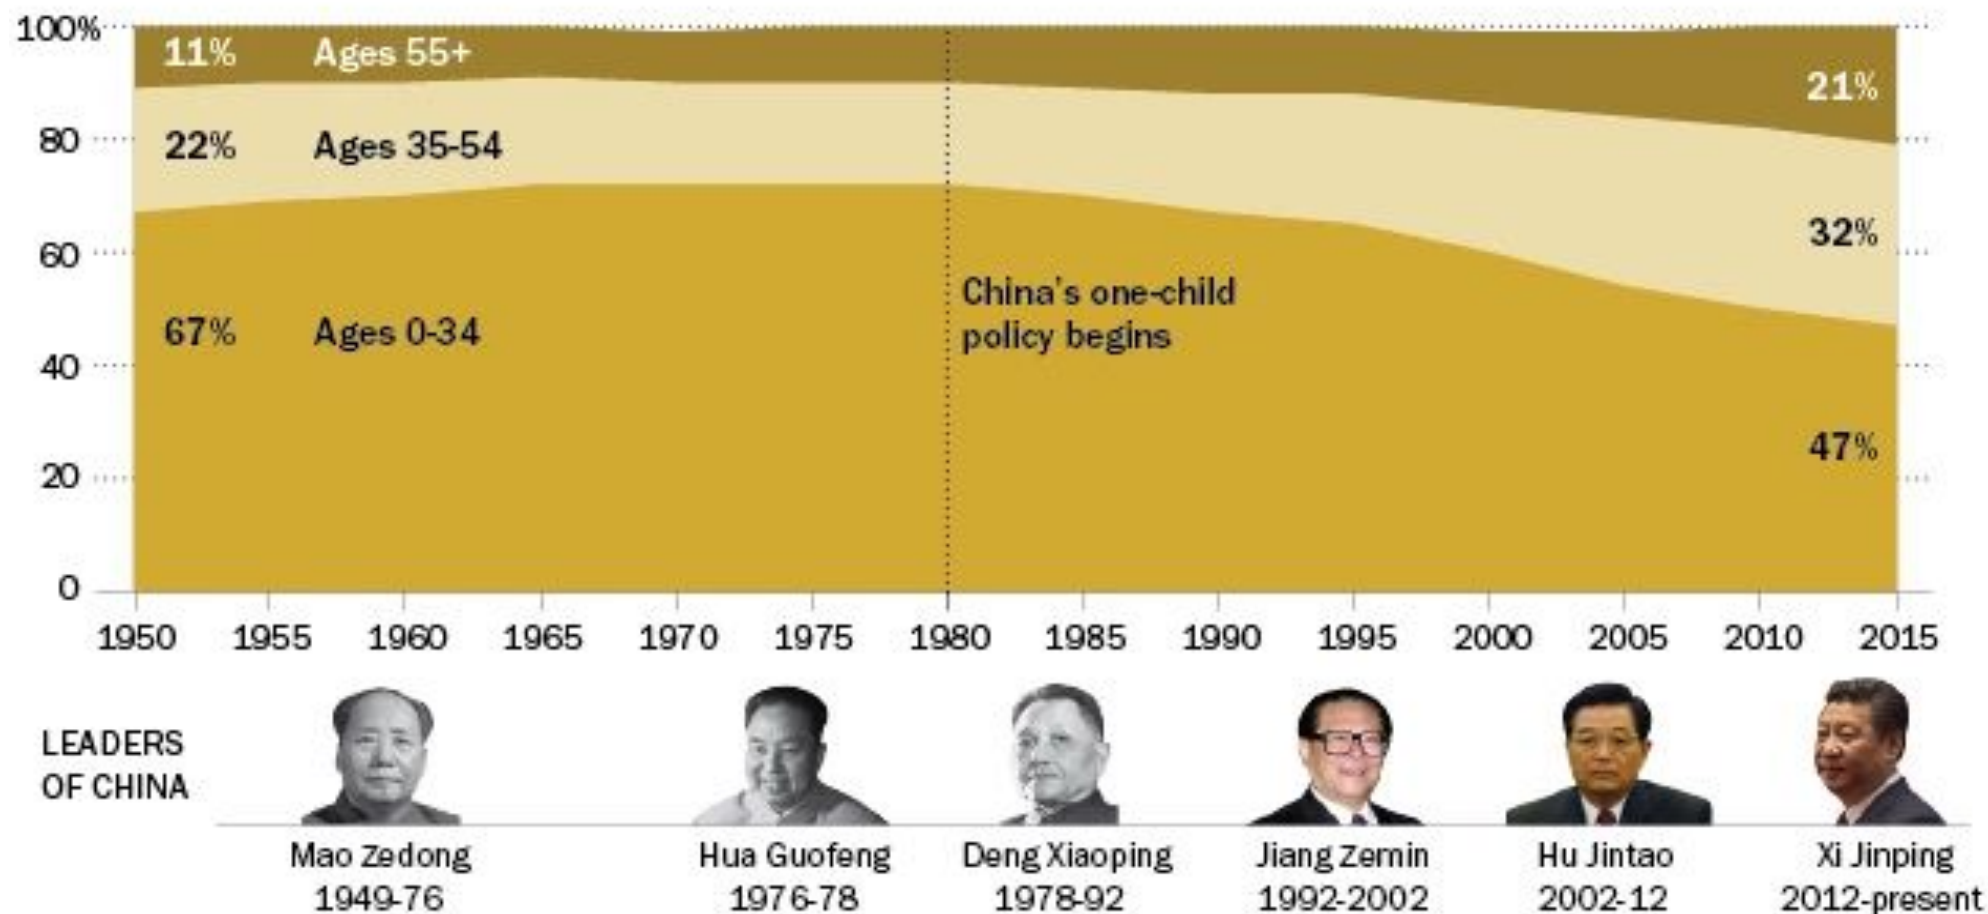 100%
11% Ages 55+
21%
80
22% Ages 35-54
32%
60
China's one-child
policy begins
67% Ages 0-34
40
47%
20
0
1950 1955 1960 1965 1970 1975 1980 1985 1990 1995 2000 2005 2010 2015
LEADERS
OF CHINA
Mao Zedong
1949-76
Hua Guofeng
1976-78
Deng Xiaoping
1978-92
Jiang Zemin
1992-2002
Hu Jintao
2002-12
Xi Jinping
2012-present